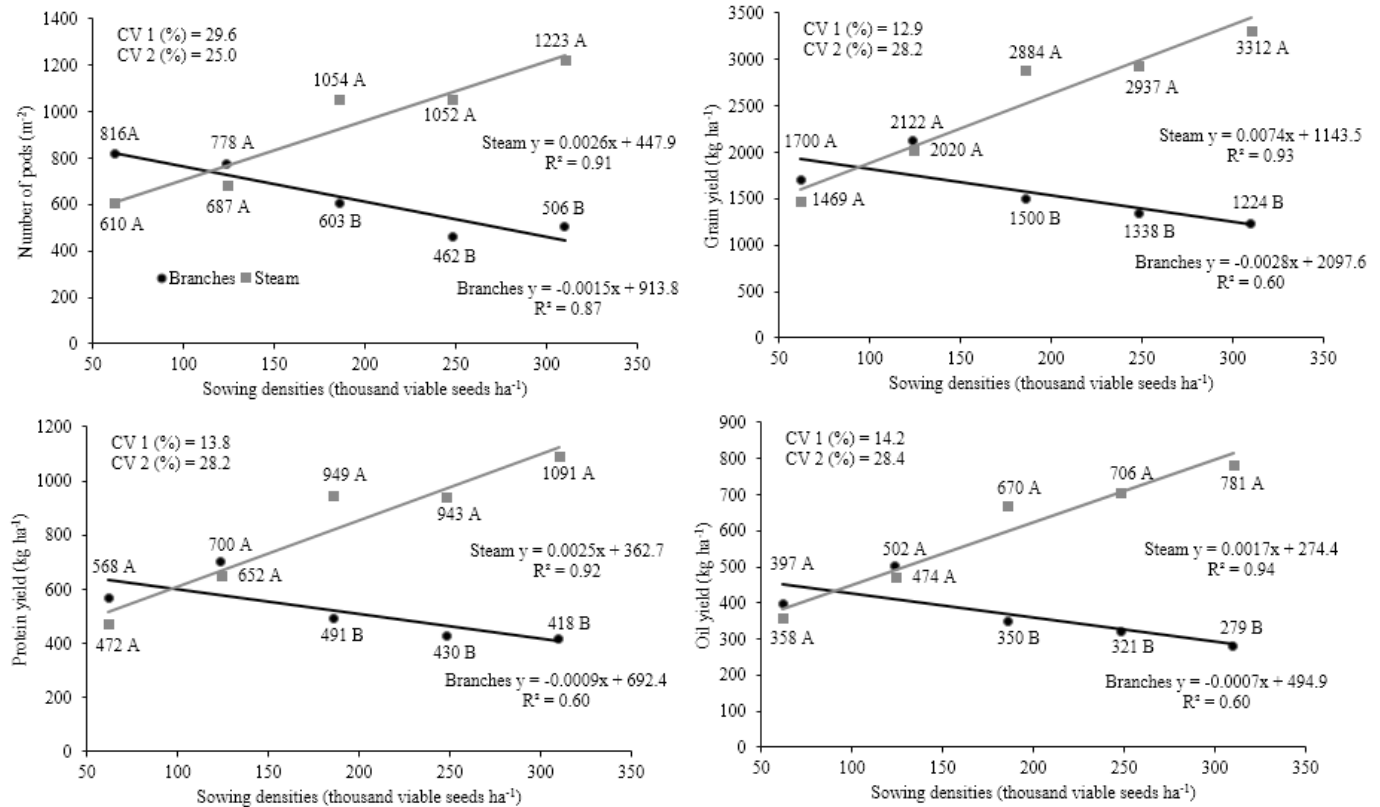 CV 1 (%) = 29.6
CV 2 (%) = 25.0
1400
1200
1000
800
600
400
200
0
Number of pods (m⁻²)
816A
778 A
1054 A
1052 A
1223 A
610 A
687 A
603 B
462 B
506 B
Steam y = 0.0026x + 447.9
R² = 0.91
Branches Steam
Branches y = -0.0015x + 913.8
R² = 0.87
50 100 150 200 250 300 350
Sowing densities (thousand viable seeds ha⁻¹)
CV 1 (%) = 12.9
CV 2 (%) = 28.2
3500
3000
2500
2000
1500
1000
500
0
Grain yield (kg ha⁻¹)
1700 A
2122 A
2884 A
2937 A
3312 A
1469 A
2020 A
1500 B
1338 B
1224 B
Steam y = 0.0074x + 1143.5
R² = 0.93
Branches y = -0.0028x + 2097.6
R² = 0.60
50 100 150 200 250 300 350
Sowing densities (thousand viable seeds ha⁻¹)
CV 1 (%) = 13.8
CV 2 (%) = 28.2
1200
1000
800
600
400
200
0
Protein yield (kg ha⁻¹)
568 A
700 A
949 A
943 A
1091 A
472 A
652 A
491 B
430 B
418 B
Steam y = 0.0025x + 362.7
R² = 0.92
Branches y = -0.0009x + 692.4
R² = 0.60
50 100 150 200 250 300 350
Sowing densities (thousand viable seeds ha⁻¹)
CV 1 (%) = 14.2
CV 2 (%) = 28.4
900
800
700
600
500
400
300
200
100
0
Oil yield (kg ha⁻¹)
397 A
502 A
670 A
706 A
781 A
358 A
474 A
350 B
321 B
279 B
Steam y = 0.0017x + 274.4
R² = 0.94
Branches y = -0.0007x + 494.9
R² = 0.60
50 100 150 200 250 300 350
Sowing densities (thousand viable seeds ha⁻¹)